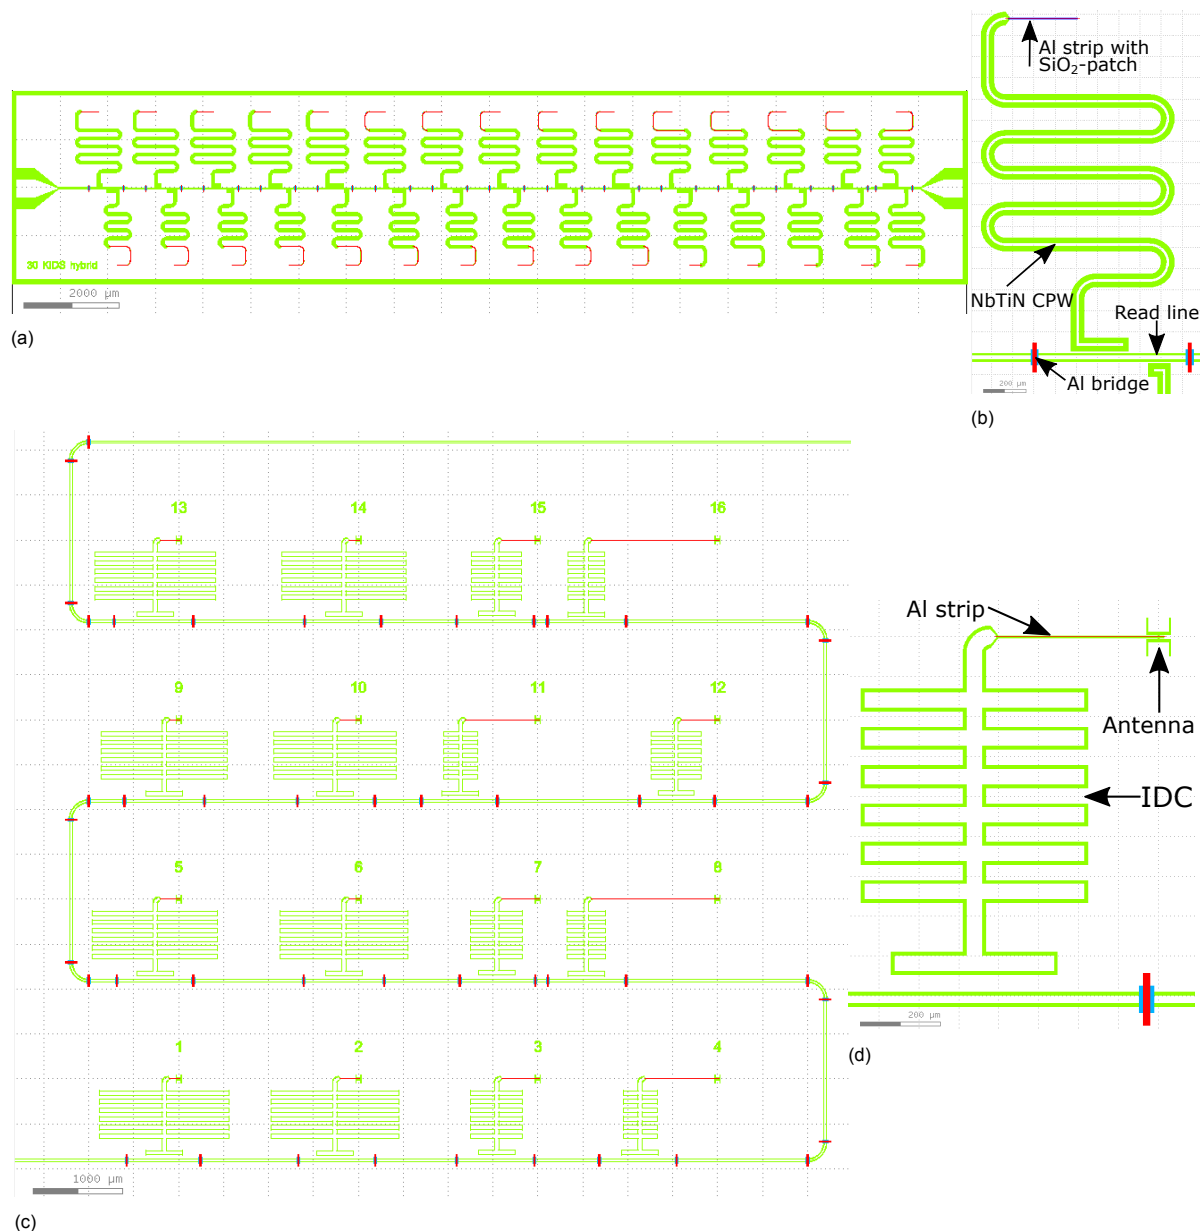 (a)
30 KIDS hybrid
2000 μm
(b)
Al strip with
SiO₂-patch
NbTiN CPW
Read line
Al bridge
200 μm
(c)
13 14 15 16
9 10 11 12
5 6 7 8
1 2 3 4
1000 μm
(d)
Al strip
Antenna
IDC
200 μm